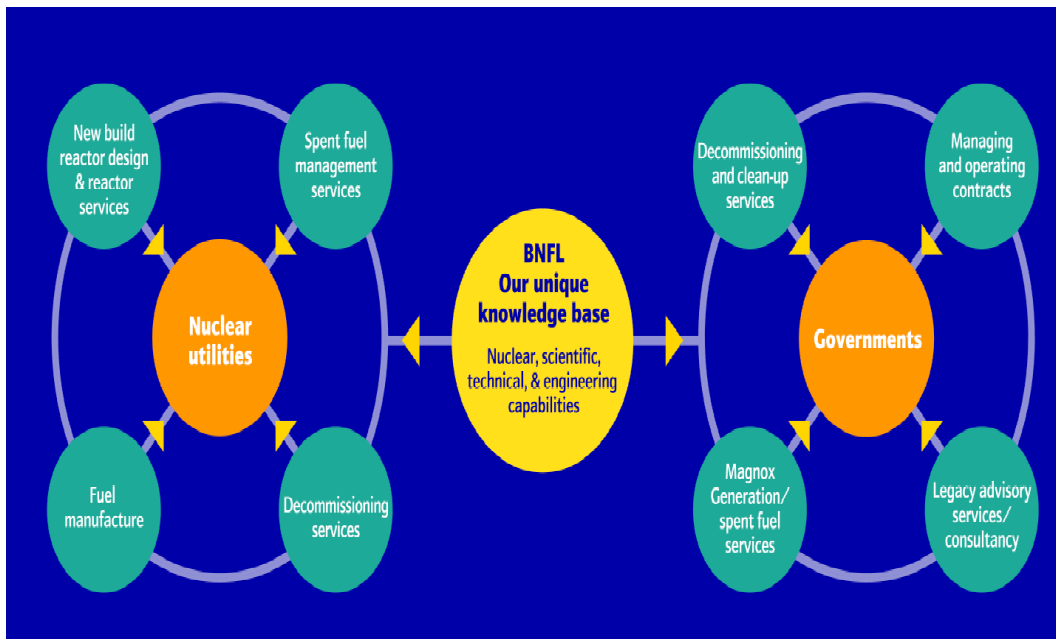 New build
reactor design
& reactor
services
Spent fuel
management
services
Nuclear
utilities
Fuel
manufacture
Decommissioning
services
BNFL
Our unique
knowledge base
Nuclear, scientific,
technical, & engineering
capabilities
Decommissioning
and clean-up
services
Managing
and operating
contracts
Governments
Magnox
Generation/
spent fuel
services
Legacy advisory
services/
consultancy